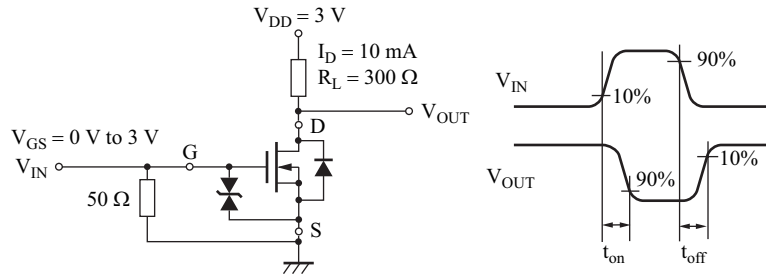 V_DD = 3 V
I_D = 10 mA
R_L = 300 Ω
V_OUT
D
V_GS = 0 V to 3 V
V_IN
G
50 Ω
S
V_IN
90%
10%
V_OUT
90%
10%
t_on
t_off